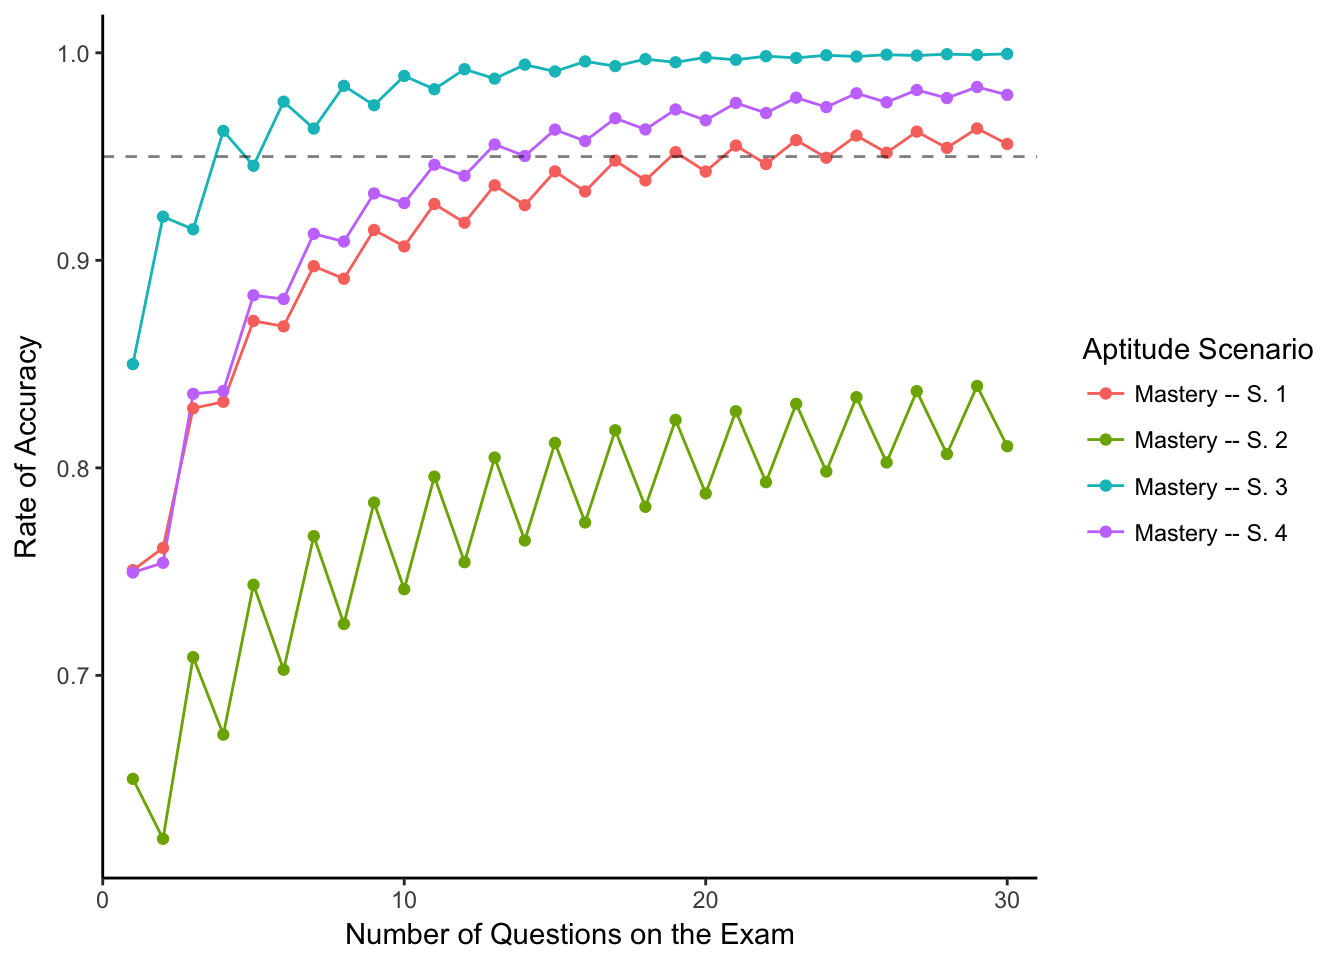 1.0
0.9
0.8
0.7
Rate of Accuracy
0
10
20
30
Number of Questions on the Exam
Aptitude Scenario
Mastery -- S. 1
Mastery -- S. 2
Mastery -- S. 3
Mastery -- S. 4